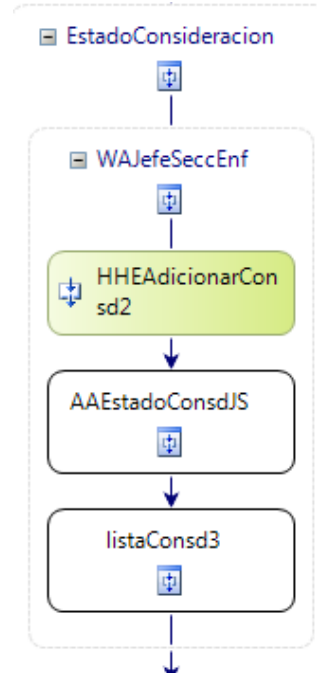 EstadoConsideracion
WAJefeSeccEnf
HHEAdicionarCon
sd2
AAEstadoConsdJS
listaConsd3